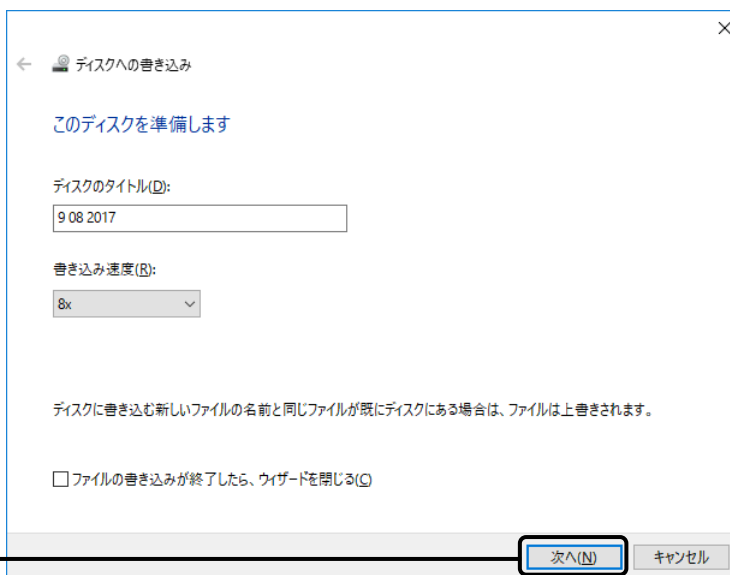 ディスクへの書き込み
このディスクを準備します
ディスクのタイトル(D):
9 08 2017
書き込み速度(R):
8x
ディスクに書き込む新しいファイルの名前と同じファイルが既にディスクにある場合は、ファイルは上書きされます。
ファイルの書き込みが終了したら、ウィザードを閉じる(C)
次へ(N) キャンセル